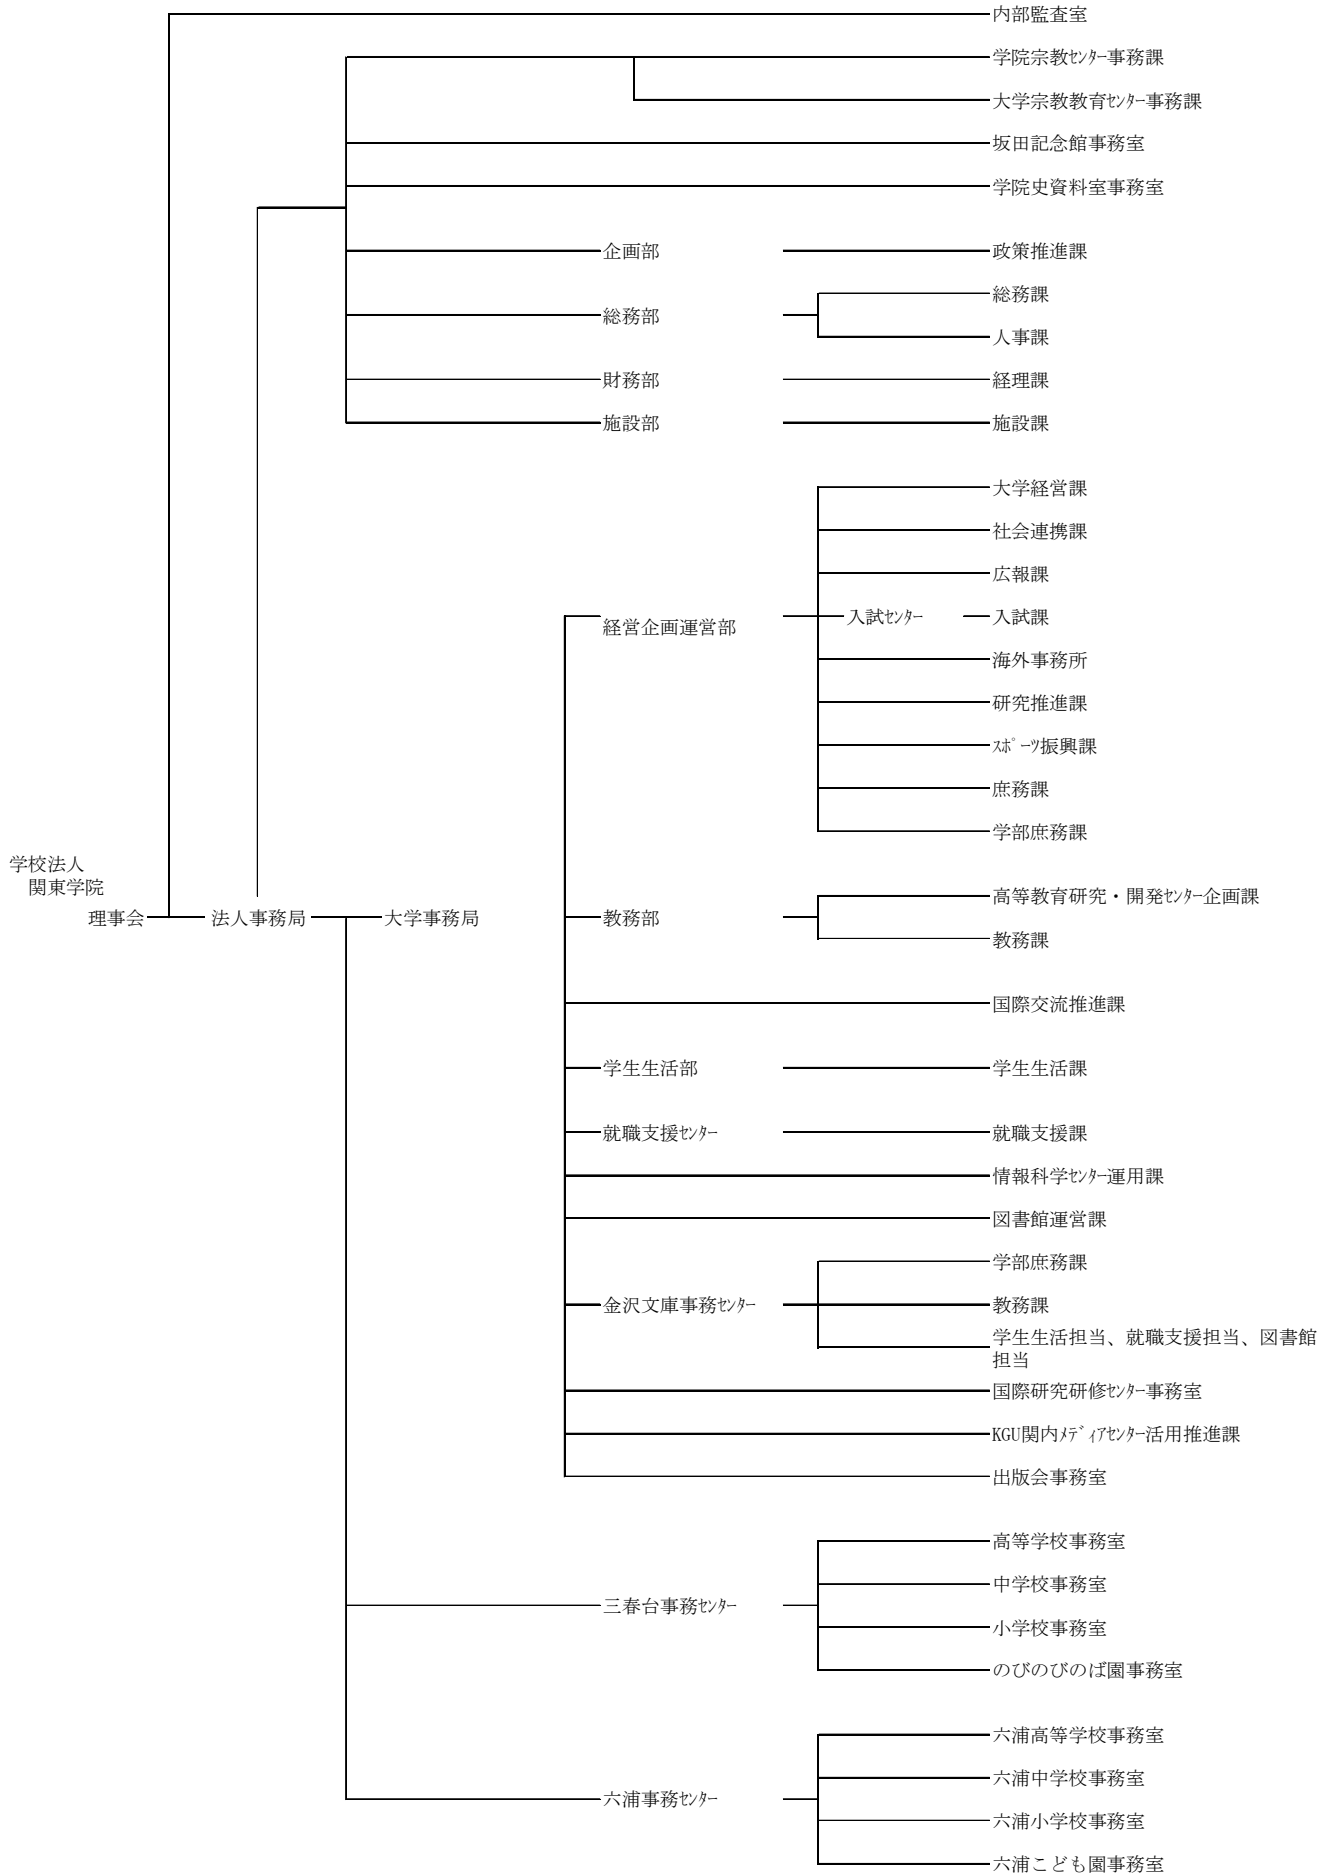 内部監査室
学院宗教ｾﾝﾀｰ事務課
大学宗教教育ｾﾝﾀｰ事務課
坂田記念館事務室
学院史資料室事務室
企画部
政策推進課
総務課
総務部
人事課
財務部
経理課
施設部
施設課
大学経営課
社会連携課
広報課
経営企画運営部
入試ｾﾝﾀｰ
入試課
海外事務所
研究推進課
ｽﾎﾟｰﾂ振興課
庶務課
学部庶務課
学校法人
関東学院
理事会
法人事務局
大学事務局
教務部
高等教育研究・開発ｾﾝﾀｰ企画課
教務課
国際交流推進課
学生生活部
学生生活課
就職支援ｾﾝﾀｰ
就職支援課
情報科学ｾﾝﾀｰ運用課
図書館運営課
学部庶務課
金沢文庫事務ｾﾝﾀｰ
教務課
学生生活担当、就職支援担当、図書館
担当
国際研究研修ｾﾝﾀｰ事務室
KGU関内ﾒﾃﾞｨｱｾﾝﾀｰ活用推進課
出版会事務室
高等学校事務室
中学校事務室
三春台事務ｾﾝﾀｰ
小学校事務室
のびのびのば園事務室
六浦高等学校事務室
六浦中学校事務室
六浦事務ｾﾝﾀｰ
六浦小学校事務室
六浦こども園事務室